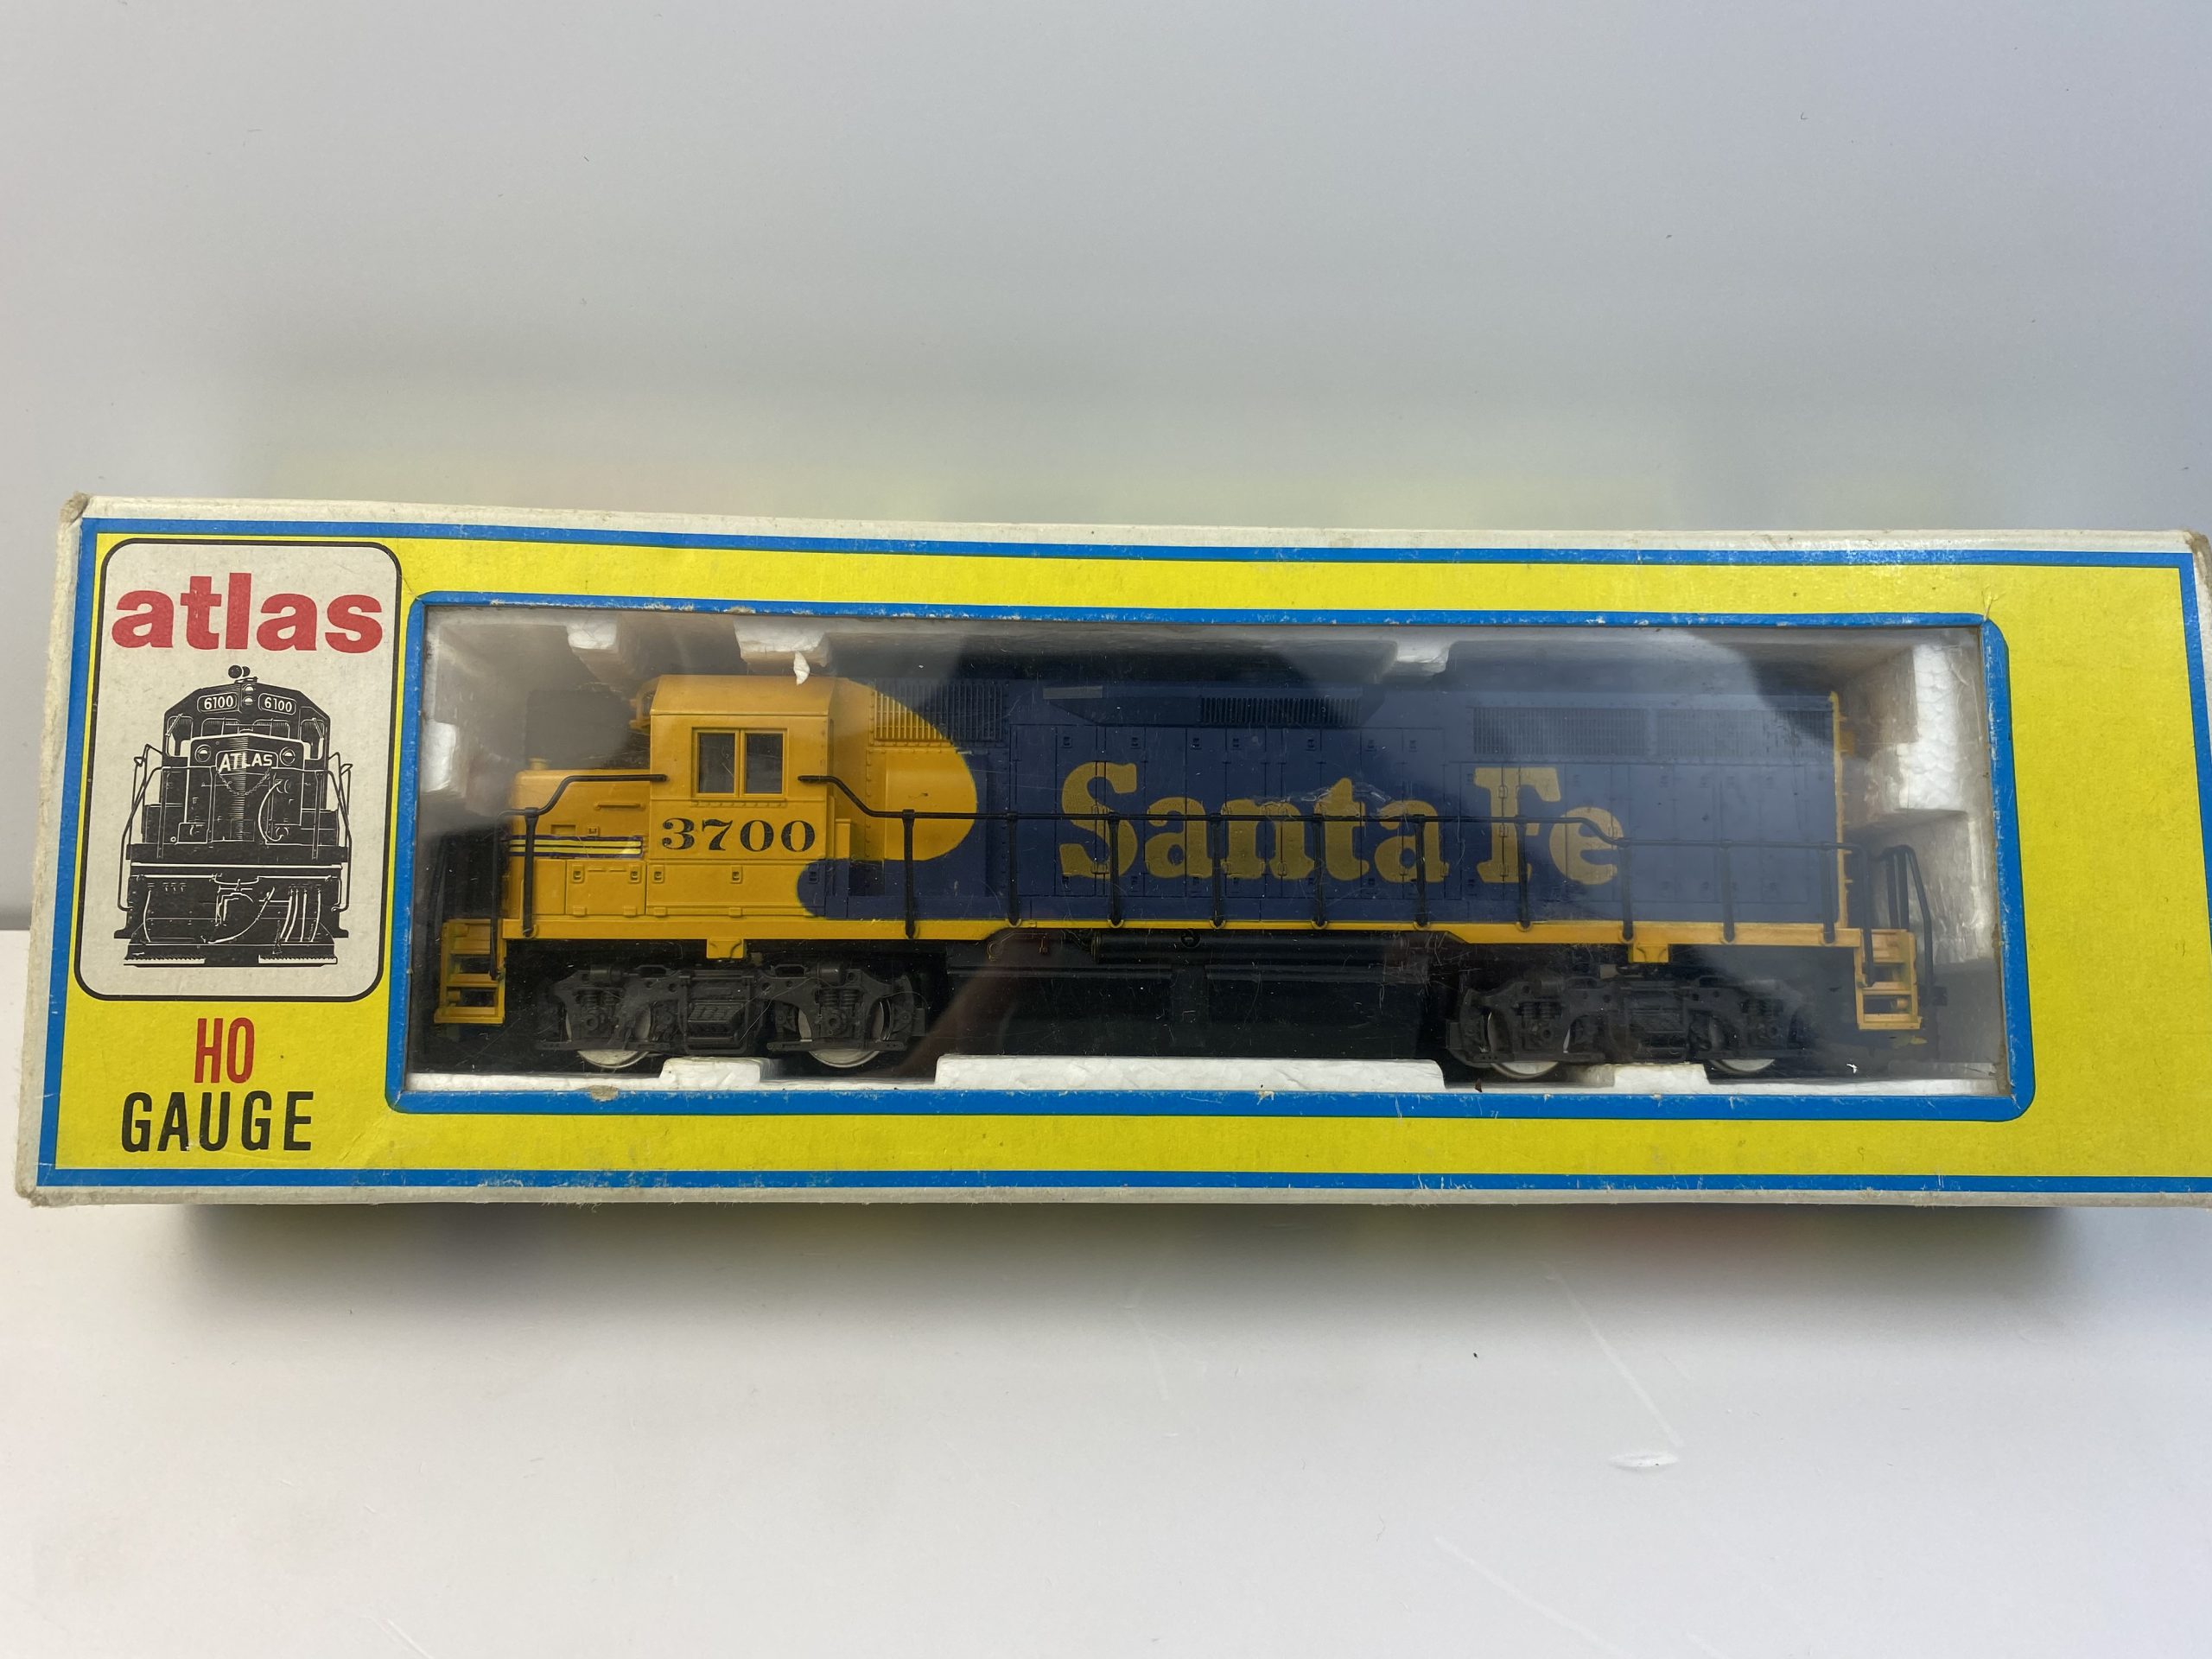 atlas
6100 6100
ATLAS
HO
GAUGE
3700
Santa Fe